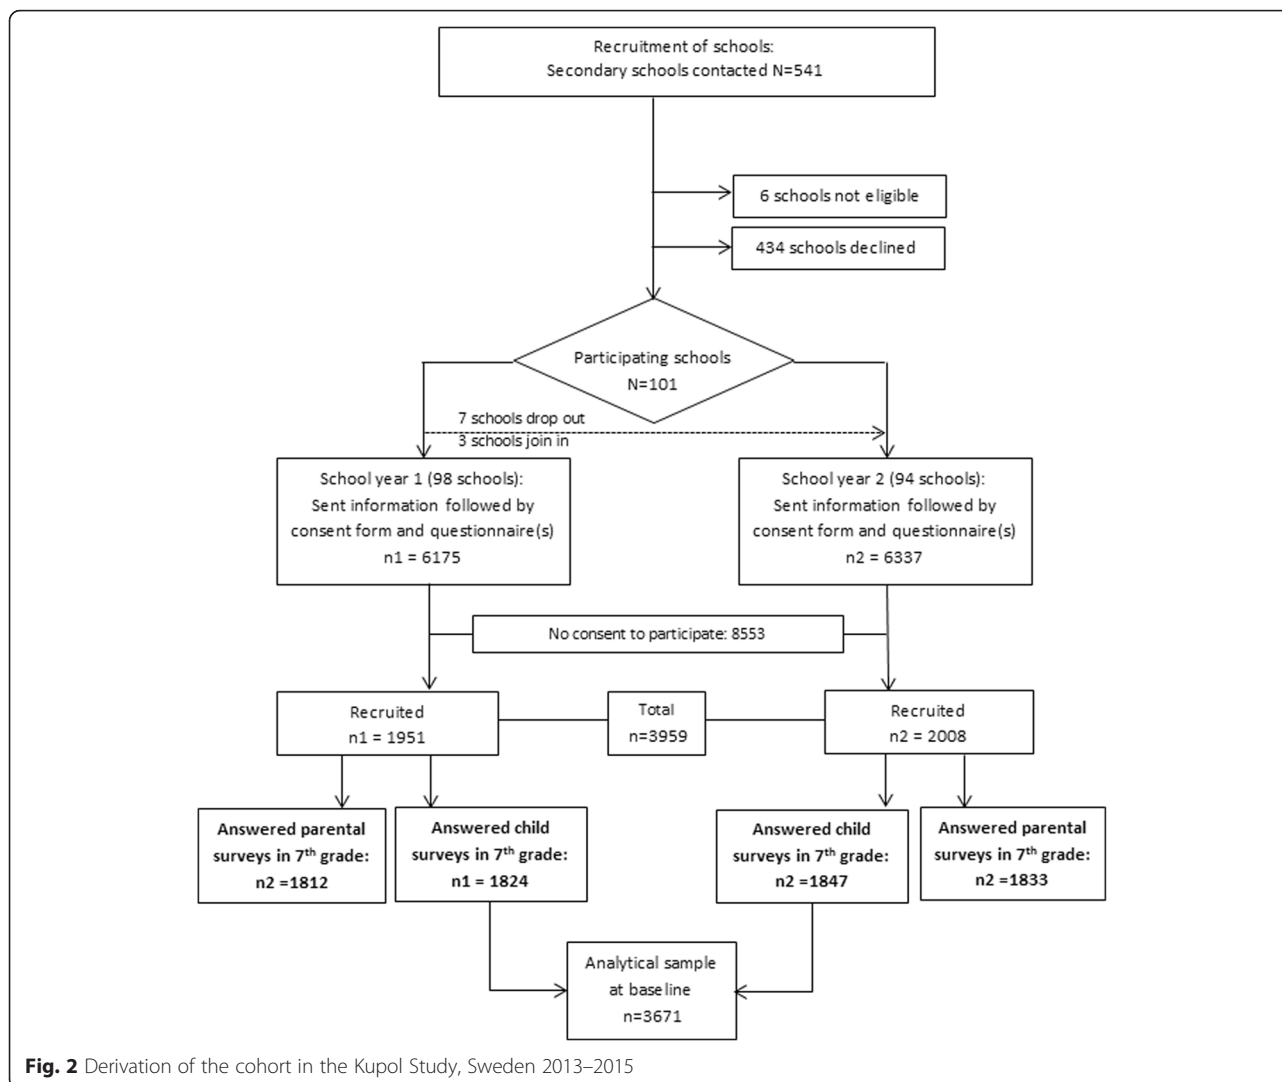 Recruitment of schools:
Secondary schools contacted N=541
6 schools not eligible
434 schools declined
Participating schools
N=101
7 schools drop out
3 schools join in
School year 1 (98 schools):
Sent information followed by
consent form and questionnaire(s)
n1 = 6175
School year 2 (94 schools):
Sent information followed by
consent form and questionnaire(s)
n2 = 6337
No consent to participate: 8553
Recruited
n1 = 1951
Total
n=3959
Recruited
n2 = 2008
Answered parental
surveys in 7th grade:
n2 =1812
Answered child
surveys in 7th grade:
n1 = 1824
Answered child
surveys in 7th grade:
n2 =1847
Answered parental
surveys in 7th grade:
n2 =1833
Analytical sample
at baseline
n=3671
Fig. 2 Derivation of the cohort in the Kupol Study, Sweden 2013–2015